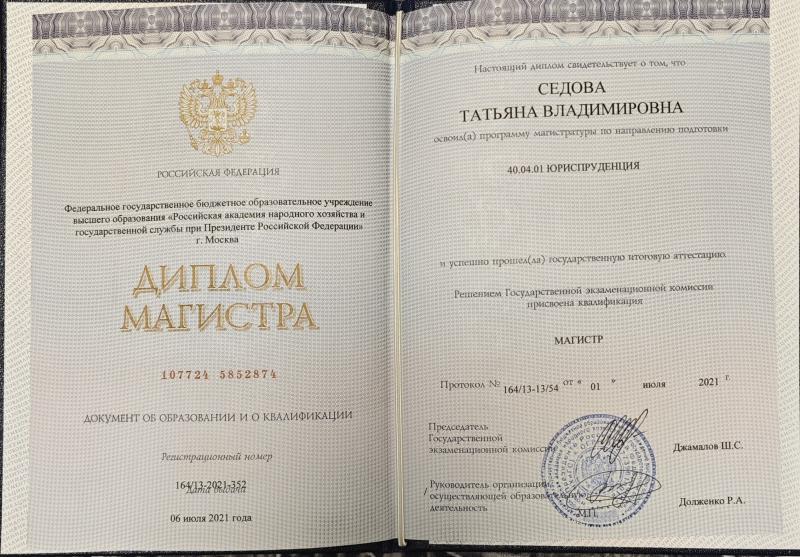 РОССИЙСКАЯ ФЕДЕРАЦИЯ
Федеральное государственное бюджетное образовательное учреждение
высшего образования «Российская академия народного хозяйства и
государственной службы при Президенте Российской Федерации»
г. Москва
ДИПЛОМ
МАГИСТРА
107724 5852874
ДОКУМЕНТ ОБ ОБРАЗОВАНИИ И О КВАЛИФИКАЦИИ
Регистрационный номер
164/13-2021-352
Дата выдачи
06 июля 2021 года
Настоящий диплом свидетельствует о том, что
СЕДОВА
ТАТЬЯНА ВЛАДИМИРОВНА
освоил(а) программу магистратуры по направлению подготовки
40.04.01 ЮРИСПРУДЕНЦИЯ
и успешно прошел(ла) государственную итоговую аттестацию
Решением Государственной экзаменационной комиссии
присвоена квалификация
МАГИСТР
Протокол № 164/13-13/54 от « 01 » июля 2021 г.
Председатель
Государственной
экзаменационной комиссии
Джамалов Ш.С.
Руководитель организации,
осуществляющей образовательную
деятельность
Долженко Р.А.
М.П.